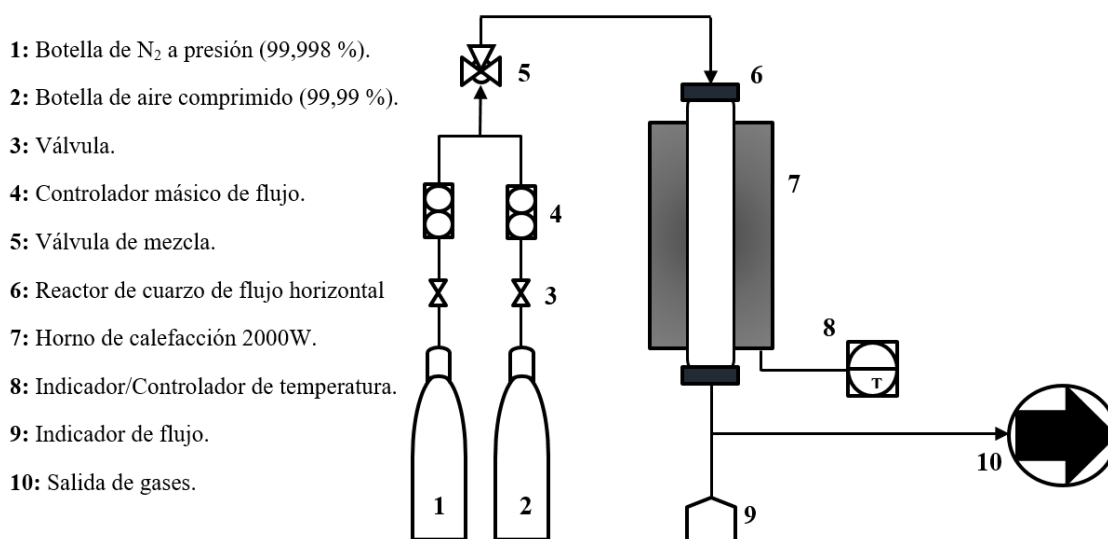 1: Botella de N₂ a presión (99,998 %).
2: Botella de aire comprimido (99,99 %).
3: Válvula.
4: Controlador másico de flujo.
5: Válvula de mezcla.
6: Reactor de cuarzo de flujo horizontal
7: Horno de calefacción 2000W.
8: Indicador/Controlador de temperatura.
9: Indicador de flujo.
10: Salida de gases.
5
6
4
7
3
8
T
10
1
2
9